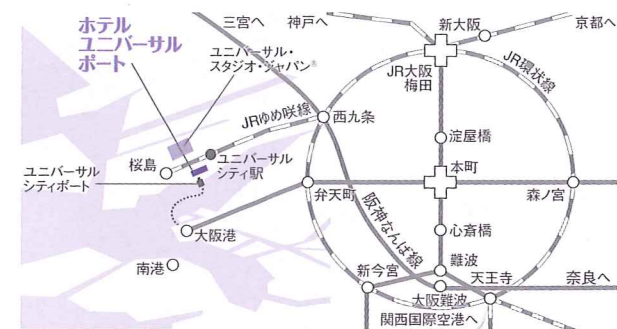 三宮へ
神戸へ
新大阪
京都へ
ホテル
ユニバーサル
ポート
ユニバーサル・
スタジオ・ジャパン®
JR大阪
梅田
JR環状線
JRゆめ咲線
西九条
淀屋橋
桜島
ユニバーサル
シティ駅
ユニバーサル
シティポート
本町
弁天町
森ノ宮
阪神なんば線
大阪港
心斎橋
南港
難波
新今宮
天王寺
奈良へ
大阪難波
関西国際空港へ